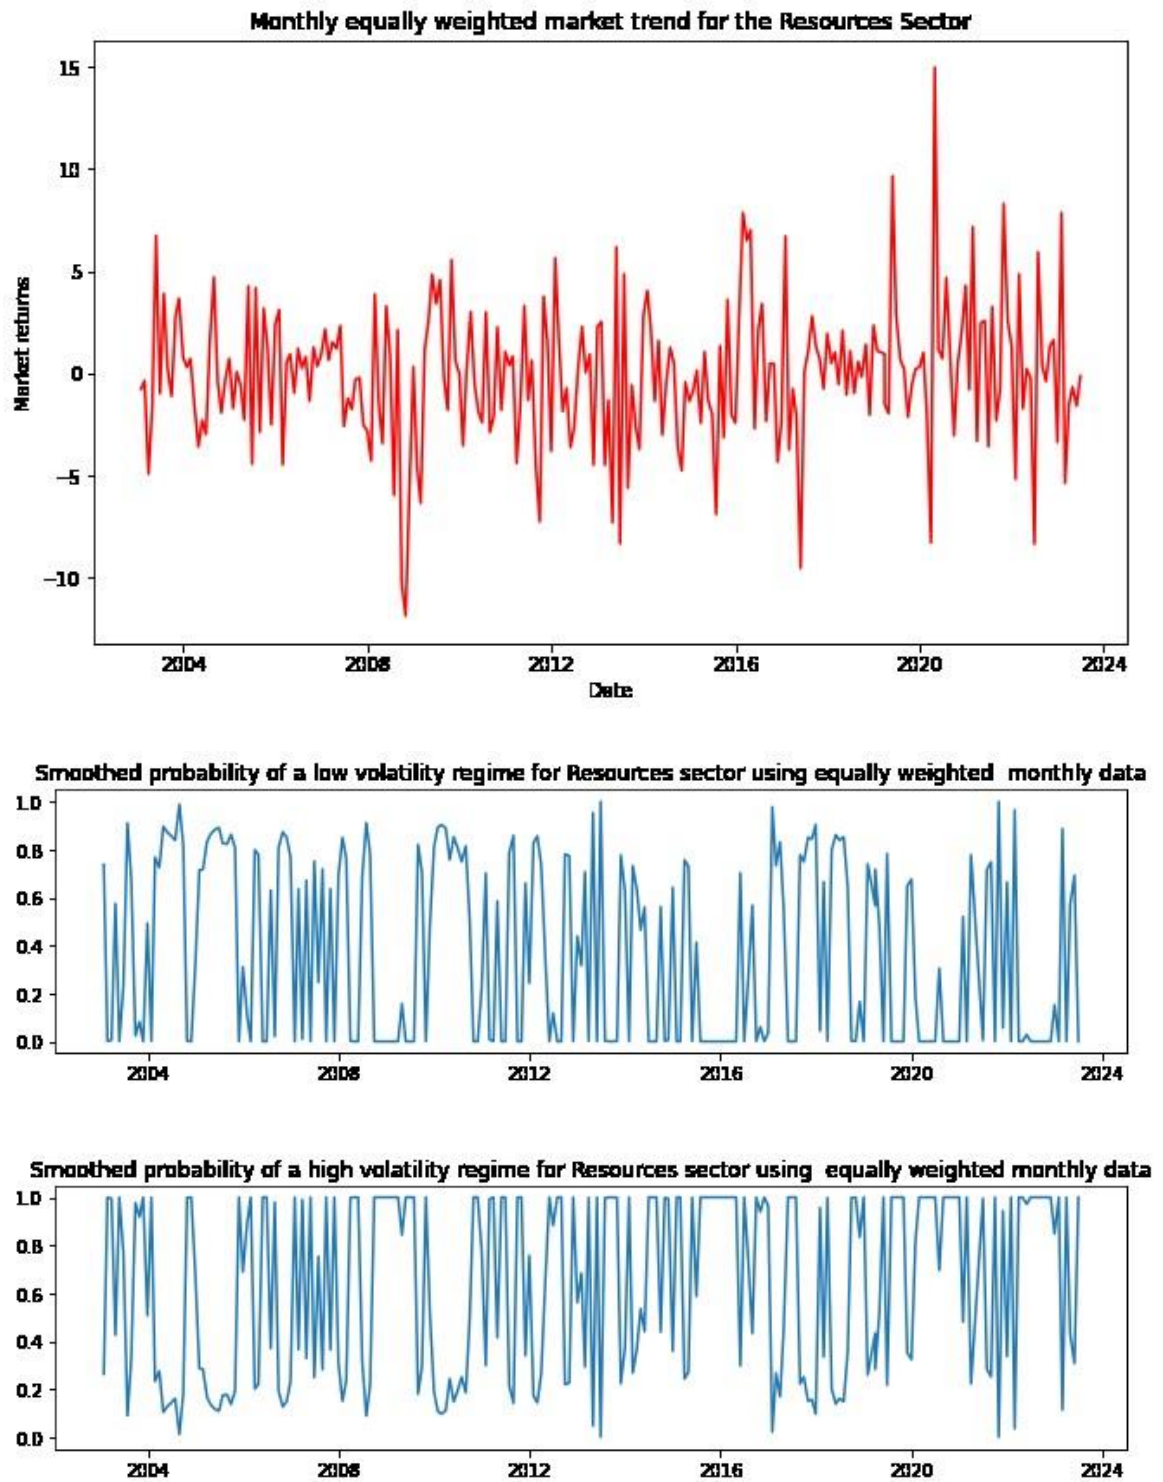 Monthly equally weighted market trend for the Resources Sector
15
10
5
0
−5
−10
Market returns
2004 2008 2012 2016 2020 2024
Date
Smoothed probability of a low volatility regime for Resources sector using equally weighted monthly data
1.0
0.8
0.6
0.4
0.2
0.0
2004 2008 2012 2016 2020 2024
Smoothed probability of a high volatility regime for Resources sector using equally weighted monthly data
1.0
0.8
0.6
0.4
0.2
0.0
2004 2008 2012 2016 2020 2024